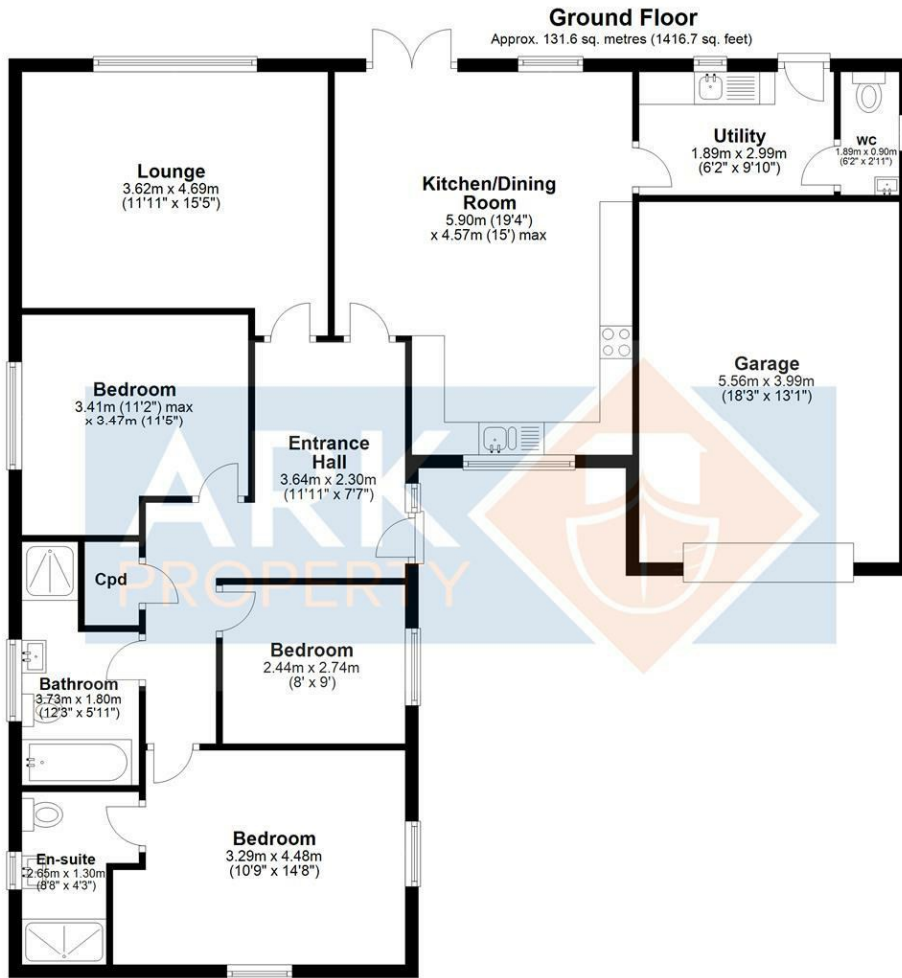 Ground Floor
Approx. 131.6 sq. metres (1416.7 sq. feet)
Lounge
3.62m x 4.69m
(11'11" x 15'5")
Kitchen/Dining
Room
5.90m (19'4")
x 4.57m (15') max
Utility
1.89m x 2.99m
(6'2" x 9'10")
WC
1.89m x 0.90m
(6'2" x 2'11")
Bedroom
3.41m (11'2") max
x 3.47m (11'5")
Entrance
Hall
3.64m x 2.30m
(11'11" x 7'7")
Garage
5.56m x 3.99m
(18'3" x 13'1")
ARK
PROPERTY
Cpd
Bedroom
2.44m x 2.74m
(8' x 9')
Bathroom
3.73m x 1.80m
(12'3" x 5'11")
Bedroom
3.29m x 4.48m
(10'9" x 14'8")
En-suite
2.65m x 1.30m
(8'8" x 4'3")